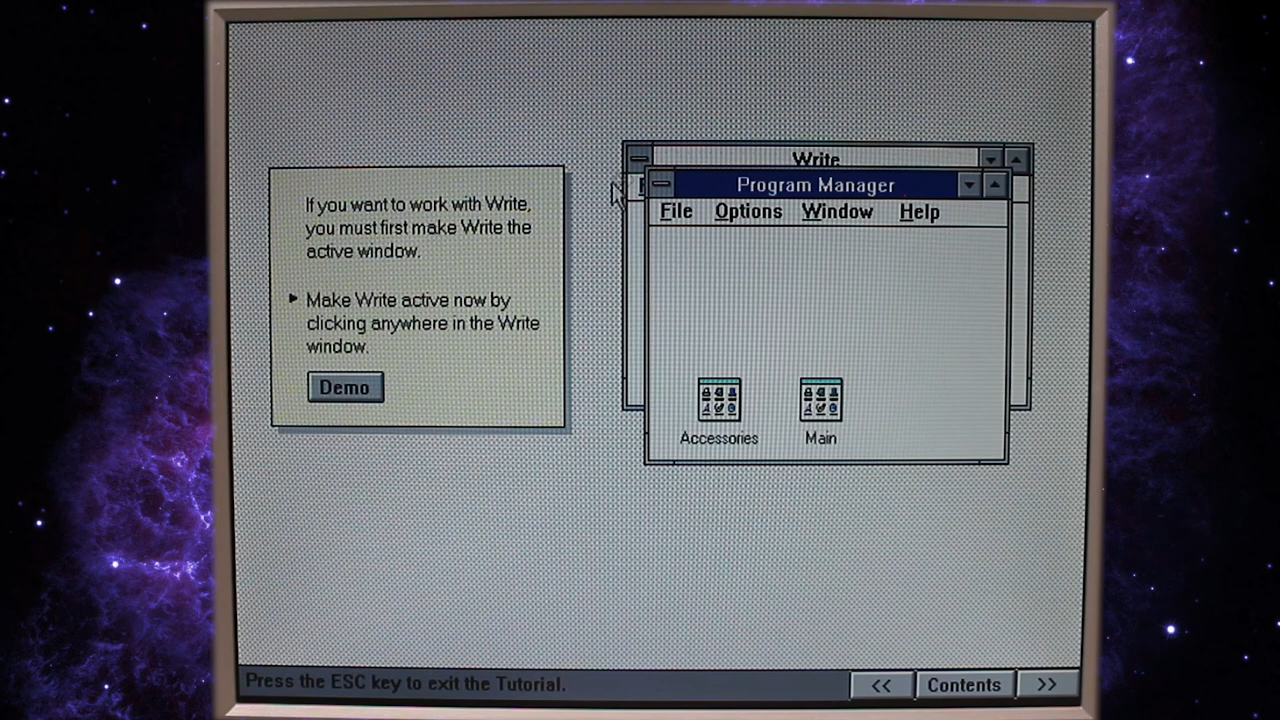 Write
Program Manager
File Options Window Help
If you want to work with Write,
you must first make Write the
active window.
Make Write active now by
clicking anywhere in the Write
window.
Demo
Accessories
Main
Press the ESC key to exit the Tutorial.
<< Contents >>